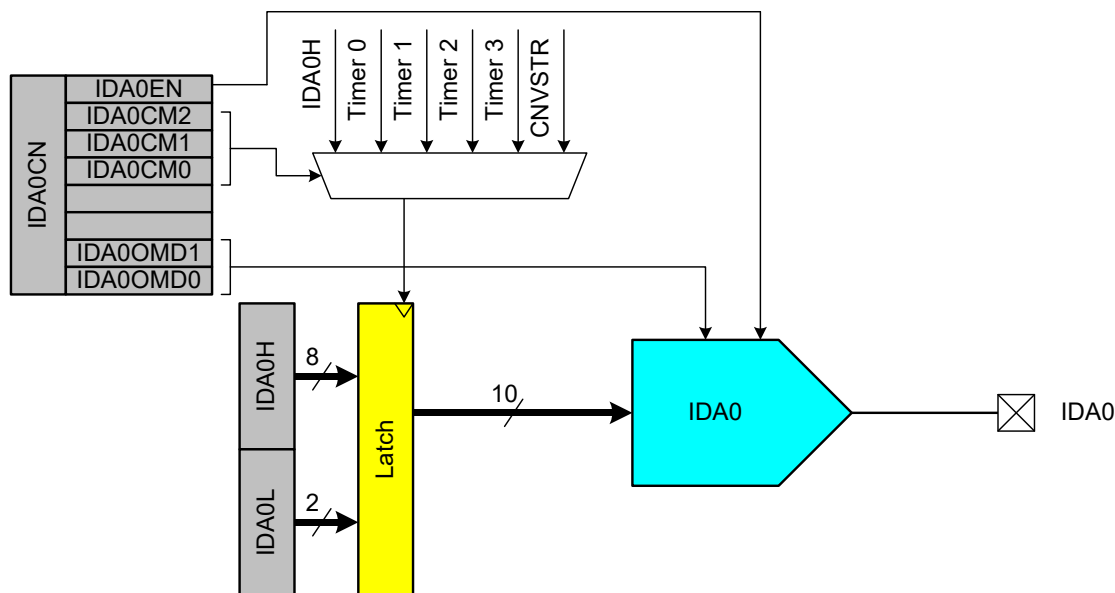 IDA0CN
IDA0EN
IDA0CM2
IDA0CM1
IDA0CM0
IDA0OMD1
IDA0OMD0
IDA0H
Timer 0
Timer 1
Timer 2
Timer 3
CNVSTR
IDA0H
8
IDA0L
2
Latch
10
IDA0
IDA0